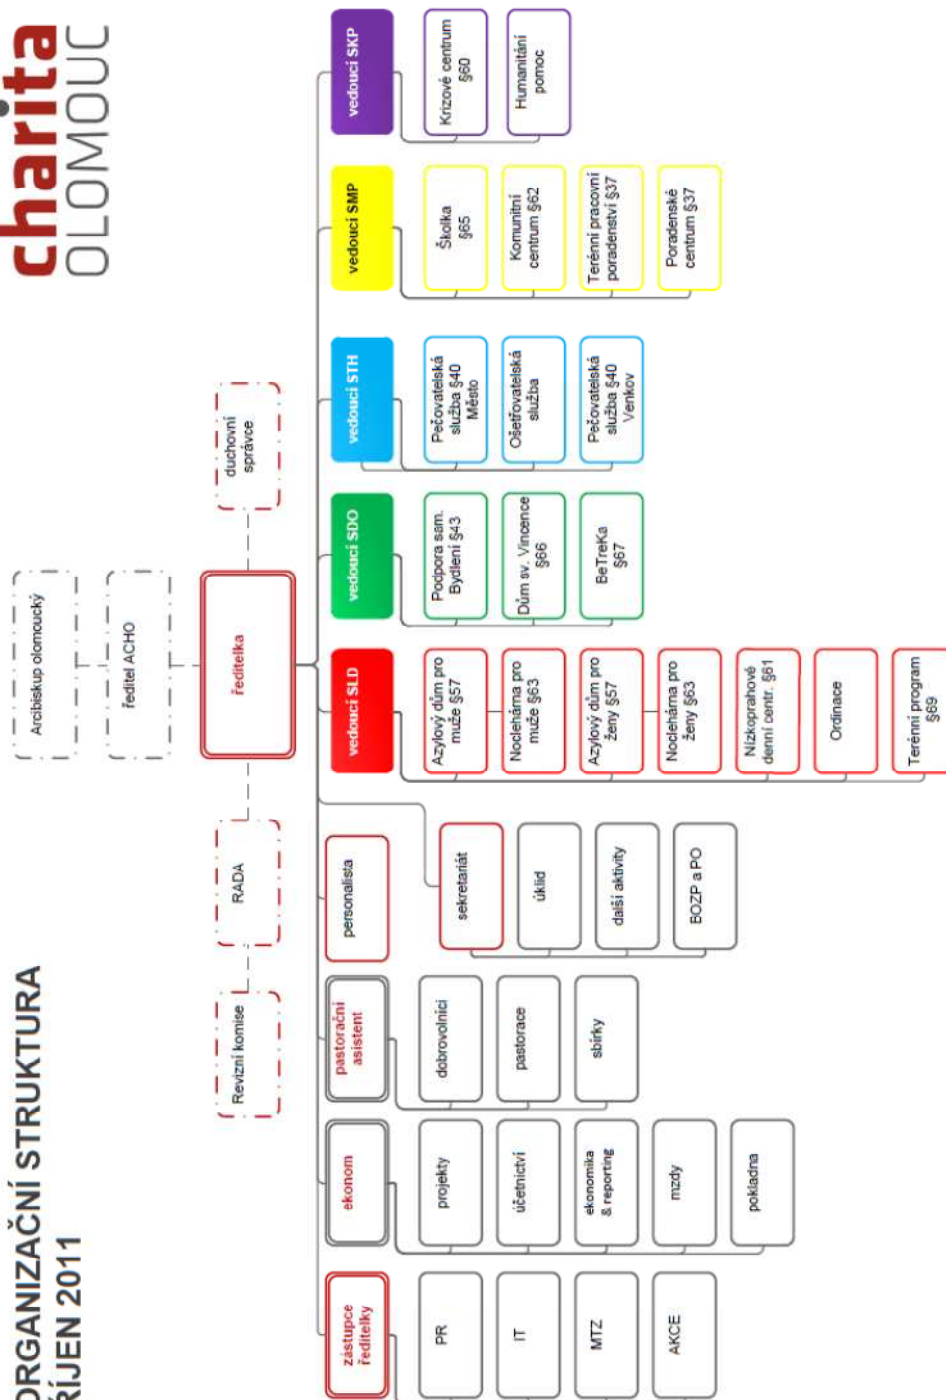 ORGANIZAČNÍ STRUKTURA
ŘÍJEN 2011
charita
OLOMOUC
Arcibiskup olomoucký
ředitel ACHO
Revizní komise
RADA
ředitelka
duchovní
správce
zástupce
ředitelky
PR
IT
MTZ
AKCE
ekonom
projekty
účetnictví
ekonomika
& reporting
mzdy
pokladna
pastorační
asistent
dobrovolníci
pastorace
sbírky
personalista
sekretariát
úklid
další aktivity
BOZP a PO
vedoucí SLD
Azylový dům pro
muže §57
Noclehárna pro
muže §63
Azylový dům pro
ženy §57
Noclehárna pro
ženy §63
Nízkoprahové
denní centr. §61
Ordinace
Terénní program
§69
vedoucí SDO
Podpora sam.
Bydlení §43
Dům sv. Vincence
§66
BeTreKa
§67
vedoucí STH
Pečovatelská
služba §40
Město
Ošetřovatelská
služba
Pečovatelská
služba §40
Venkov
vedoucí SMP
Školka
§65
Komunitní
centrum §62
Terénní pracovní
poradenství §37
Poradenské
centrum §37
vedoucí SKP
Krizové centrum
§60
Humanitání
pomoc